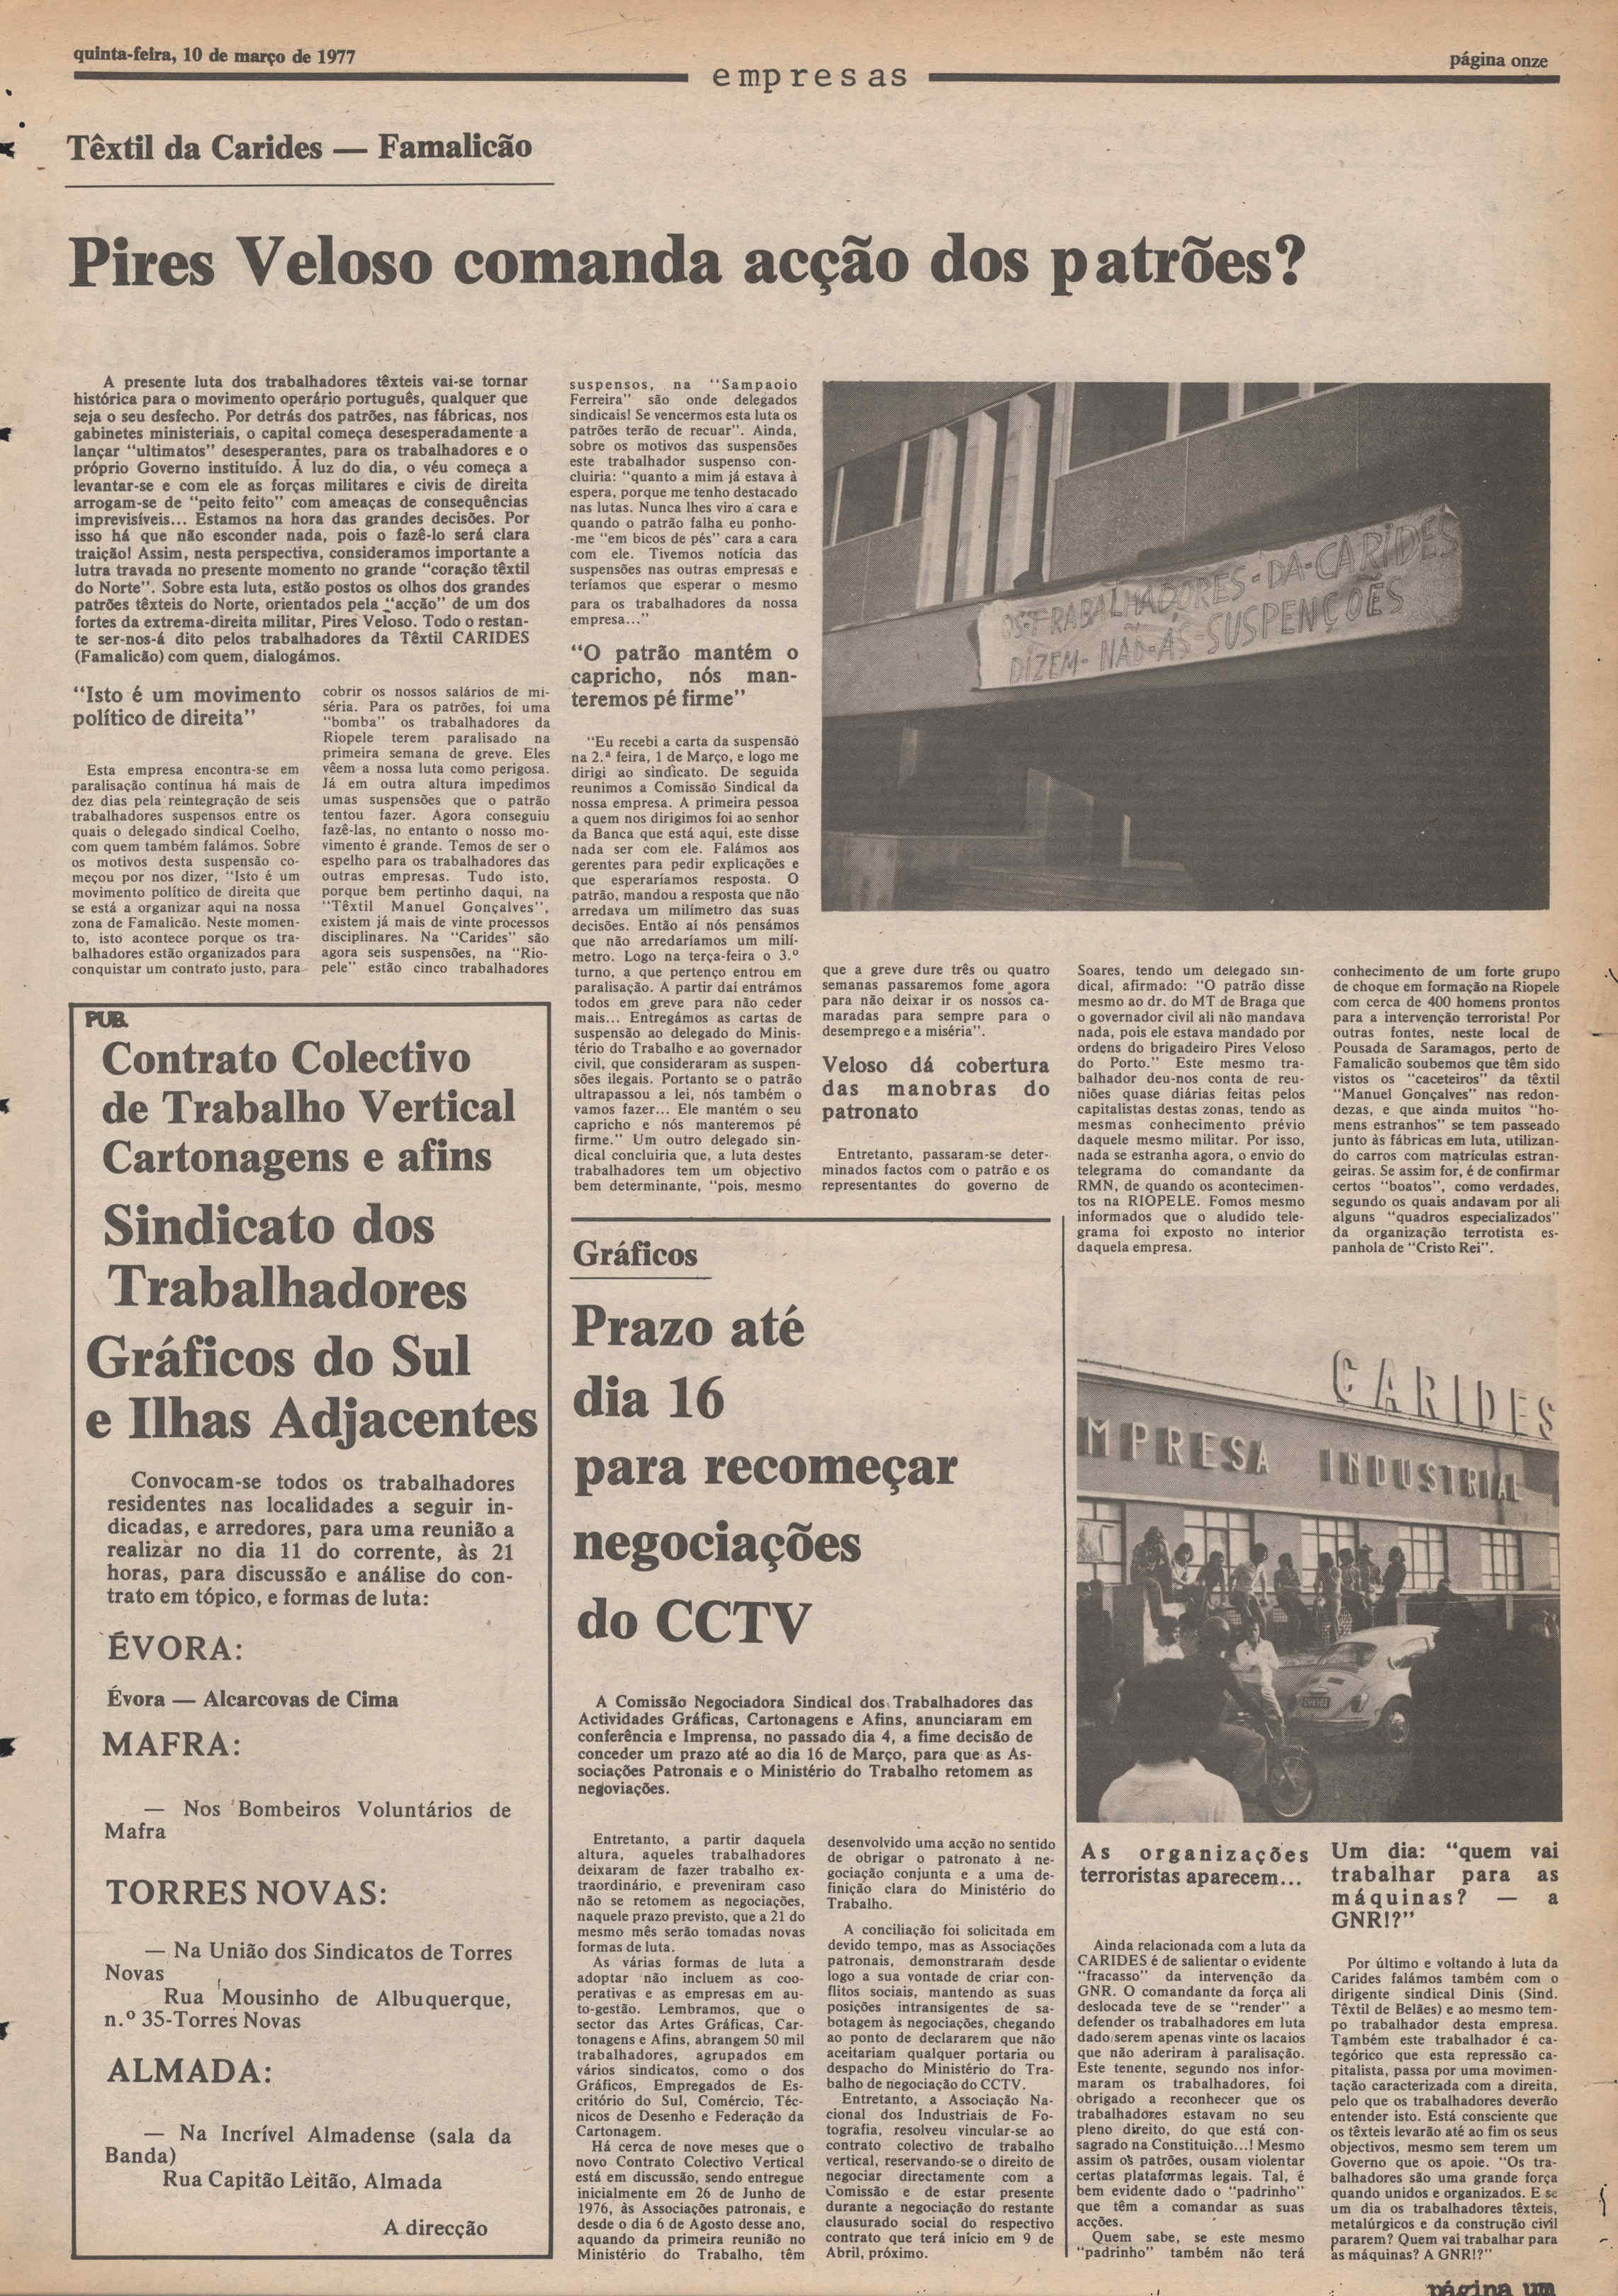 quinta-feira, 10 de março de 1977
empresas
página onze
Têxtil da Carides — Famalicão
Pires Veloso comanda acção dos patrões?
A presente luta dos trabalhadores têxteis vai-se tornar
histórica para o movimento operário português, qualquer que
seja o seu desfecho. Por detrás dos patrões, nas fábricas, nos
gabinetes ministeriais, o capital começa desesperadamente a
lançar "ultimatos" desesperantes, para os trabalhadores e o
próprio Governo instituído. À luz do dia, o véu começa a
levantar-se e com ele as forças militares e civis de direita
arrogam-se de "peito feito" com ameaças de consequências
imprevisíveis... Estamos na hora das grandes decisões. Por
isso há que não esconder nada, pois o fazê-lo será clara
traição! Assim, nesta perspectiva, consideramos importante a
lutra travada no presente momento no grande "coração têxtil
do Norte". Sobre esta luta, estão postos os olhos dos grandes
patrões têxteis do Norte, orientados pela "acção" de um dos
fortes da extrema-direita militar, Pires Veloso. Todo o restan-
te ser-nos-á dito pelos trabalhadores da Têxtil CARIDES
(Famalicão) com quem, dialogámos.
"Isto é um movimento
político de direita"
Esta empresa encontra-se em
paralisação contínua há mais de
dez dias pela reintegração de seis
trabalhadores suspensos entre os
quais o delegado sindical Coelho,
com quem também falámos. Sobre
os motivos desta suspensão co-
meçou por nos dizer, "Isto é um
movimento político de direita que
se está a organizar aqui na nossa
zona de Famalicão. Neste momen-
to, isto acontece porque os tra-
balhadores estão organizados para
conquistar um contrato justo, para
cobrir os nossos salários de mi-
séria. Para os patrões, foi uma
"bomba" os trabalhadores da
Riopele terem paralisado na
primeira semana de greve. Eles
vêem a nossa luta como perigosa.
Já em outra altura impedimos
umas suspensões que o patrão
tentou fazer. Agora conseguiu
fazê-las, no entanto o nosso mo-
vimento é grande. Temos de ser o
espelho para os trabalhadores das
outras empresas. Tudo isto,
porque bem pertinho daqui, na
"Têxtil Manuel Gonçalves",
existem já mais de vinte processos
disciplinares. Na "Carides" são
agora seis suspensões, na "Rio-
pele" estão cinco trabalhadores
suspensos, na "Sampaoio
Ferreira" são onde delegados
sindicais! Se vencermos esta luta os
patrões terão de recuar". Ainda,
sobre os motivos das suspensões
este trabalhador suspenso con-
cluiria: "quanto a mim já estava à
espera, porque me tenho destacado
nas lutas. Nunca lhes viro a cara e
quando o patrão falha eu ponho-
-me "em bicos de pés" cara a cara
com ele. Tivemos notícia das
suspensões nas outras empresas e
teríamos que esperar o mesmo
para os trabalhadores da nossa
empresa..."
"O patrão mantém o
capricho, nós man-
teremos pé firme"
"Eu recebi a carta da suspensão
na 2.ª feira, 1 de Março, e logo me
dirigi ao sindicato. De seguida
reunimos a Comissão Sindical da
nossa empresa. A primeira pessoa
a quem nos dirigimos foi ao senhor
da Banca que está aqui, este disse
nada ser com ele. Falámos aos
gerentes para pedir explicações e
que esperaríamos resposta. O
patrão, mandou a resposta que não
arredava um milímetro das suas
decisões. Então aí nós pensámos
que não arredaríamos um milí-
metro. Logo na terça-feira o 3.º
turno, a que pertenço entrou em
paralisação. A partir daí entrámos
todos em greve para não ceder
mais... Entregámos as cartas de
suspensão ao delegado do Minis-
tério do Trabalho e ao governador
civil, que consideraram as suspen-
sões ilegais. Portanto se o patrão
ultrapassou a lei, nós também o
vamos fazer... Ele mantém o seu
capricho e nós manteremos pé
firme." Um outro delegado sin-
dical concluiria que, a luta destes
trabalhadores tem um objectivo
bem determinante, "pois, mesmo
OS-TRABALHADORES-DA-CARIDES
DIZEM-NÃO-ÀS-SUSPENÇÕES
que a greve dure três ou quatro
semanas passaremos fome agora
para não deixar ir os nossos ca-
maradas para sempre para o
desemprego e a miséria".
Veloso dá cobertura
das manobras do
patronato
Entretanto, passaram-se deter-
minados factos com o patrão e os
representantes do governo de
Soares, tendo um delegado sin-
dical, afirmado: "O patrão disse
mesmo ao dr. do MT de Braga que
o governador civil ali não mandava
nada, pois ele estava mandado por
ordens do brigadeiro Pires Veloso
do Porto." Este mesmo tra-
balhador deu-nos conta de reu-
niões quase diárias feitas pelos
capitalistas destas zonas, tendo as
mesmas conhecimento prévio
daquele mesmo militar. Por isso,
nada se estranha agora, o envio do
telegrama do comandante da
RMN, de quando os acontecimen-
tos na RIOPELE. Fomos mesmo
informados que o aludido tele-
grama foi exposto no interior
daquela empresa.
conhecimento de um forte grupo
de choque em formação na Riopele
com cerca de 400 homens prontos
para a intervenção terrorista! Por
outras fontes, neste local de
Pousada de Saramagos, perto de
Famalicão soubemos que têm sido
vistos os "caceteiros" da têxtil
"Manuel Gonçalves" nas redon-
dezas, e que ainda muitos "ho-
mens estranhos" se tem passeado
junto às fábricas em luta, utilizan-
do carros com matrículas estran-
geiras. Se assim for, é de confirmar
certos "boatos", como verdades,
segundo os quais andavam por ali
alguns "quadros especializados"
da organização terrotista es-
panhola de "Cristo Rei".
PUB.
Contrato Colectivo
de Trabalho Vertical
Cartonagens e afins
Sindicato dos
Trabalhadores
Gráficos do Sul
e Ilhas Adjacentes
Convocam-se todos os trabalhadores
residentes nas localidades a seguir in-
dicadas, e arredores, para uma reunião a
realizar no dia 11 do corrente, às 21
horas, para discussão e análise do con-
trato em tópico, e formas de luta:
ÉVORA:
Évora — Alcarcovas de Cima
MAFRA:
— Nos Bombeiros Voluntários de
Mafra
TORRES NOVAS:
— Na União dos Sindicatos de Torres
Novas
Rua Mousinho de Albuquerque,
n.º 35-Torres Novas
ALMADA:
— Na Incrível Almadense (sala da
Banda)
Rua Capitão Leitão, Almada
A direcção
Gráficos
Prazo até
dia 16
para recomeçar
negociações
do CCTV
A Comissão Negociadora Sindical dos Trabalhadores das
Actividades Gráficas, Cartonagens e Afins, anunciaram em
conferência e Imprensa, no passado dia 4, a fime decisão de
conceder um prazo até ao dia 16 de Março, para que as As-
sociações Patronais e o Ministério do Trabalho retomem as
negoviações.
Entretanto, a partir daquela
altura, aqueles trabalhadores
deixaram de fazer trabalho ex-
traordinário, e preveniram caso
não se retomem as negociações,
naquele prazo previsto, que a 21 do
mesmo mês serão tomadas novas
formas de luta.
As várias formas de luta a
adoptar não incluem as coo-
perativas e as empresas em au-
to-gestão. Lembramos, que o
sector das Artes Gráficas, Car-
tonagens e Afins, abrangem 50 mil
trabalhadores, agrupados em
vários sindicatos, como o dos
Gráficos, Empregados de Es-
critório do Sul, Comércio, Téc-
nicos de Desenho e Federação da
Cartonagem.
Há cerca de nove meses que o
novo Contrato Colectivo Vertical
está em discussão, sendo entregue
inicialmente em 26 de Junho de
1976, às Associações patronais, e
desde o dia 6 de Agosto desse ano,
aquando da primeira reunião no
Ministério do Trabalho, têm
desenvolvido uma acção no sentido
de obrigar o patronato à ne-
gociação conjunta e a uma de-
finição clara do Ministério do
Trabalho.
A conciliação foi solicitada em
devido tempo, mas as Associações
patronais, demonstraram desde
logo a sua vontade de criar con-
flitos sociais, mantendo as suas
posições intransigentes de sa-
botagem às negociações, chegando
ao ponto de declararem que não
aceitariam qualquer portaria ou
despacho do Ministério do Tra-
balho de negociação do CCTV.
Entretanto, a Associação Na-
cional dos Industriais de Fo-
tografia, resolveu vincular-se ao
contrato colectivo de trabalho
vertical, reservando-se o direito de
negociar directamente com a
Comissão e de estar presente
durante a negociação do restante
clausurado social do respectivo
contrato que terá início em 9 de
Abril, próximo.
CARIDES
MPRESA INDUSTRIAL
As organizações
terroristas aparecem...
Ainda relacionada com a luta da
CARIDES é de salientar o evidente
"fracasso" da intervenção da
GNR. O comandante da força ali
deslocada teve de se "render" a
defender os trabalhadores em luta
dado serem apenas vinte os lacaios
que não aderiram à paralisação.
Este tenente, segundo nos infor-
maram os trabalhadores, foi
obrigado a reconhecer que os
trabalhadores estavam no seu
pleno direito, do que está con-
sagrado na Constituição...! Mesmo
assim os patrões, ousam violentar
certas plataformas legais. Tal, é
bem evidente dado o "padrinho"
que têm a comandar as suas
acções.
Quem sabe, se este mesmo
"padrinho" também não terá
Um dia: "quem vai
trabalhar para as
máquinas? — a
GNR!?"
Por último e voltando à luta da
Carides falámos também com o
dirigente sindical Dinis (Sind.
Têxtil de Belães) e ao mesmo tem-
po trabalhador desta empresa.
Também este trabalhador é ca-
tegórico que esta repressão ca-
pitalista, passa por uma movimen-
tação caracterizada com a direita,
pelo que os trabalhadores deverão
entender isto. Está consciente que
os têxteis levarão até ao fim os seus
objectivos, mesmo sem terem um
Governo que os apoie. "Os tra-
balhadores são uma grande força
quando unidos e organizados. E se
um dia os trabalhadores têxteis,
metalúrgicos e da construção civil
pararem? Quem vai trabalhar para
as máquinas? A GNR!?"
página um